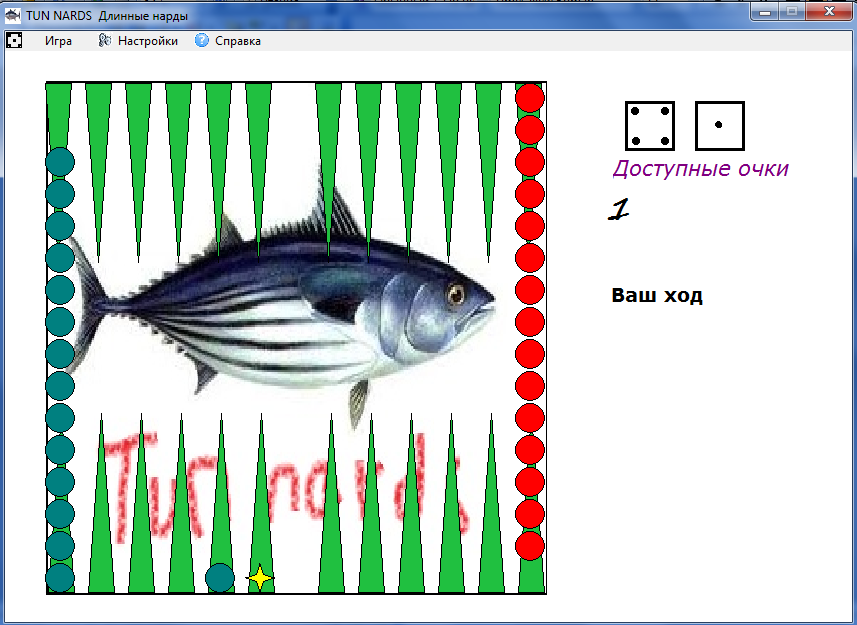 TUN NARDS Длинные нарды
Игра Настройки Справка
Доступные очки
1
Ваш ход
Tun nards